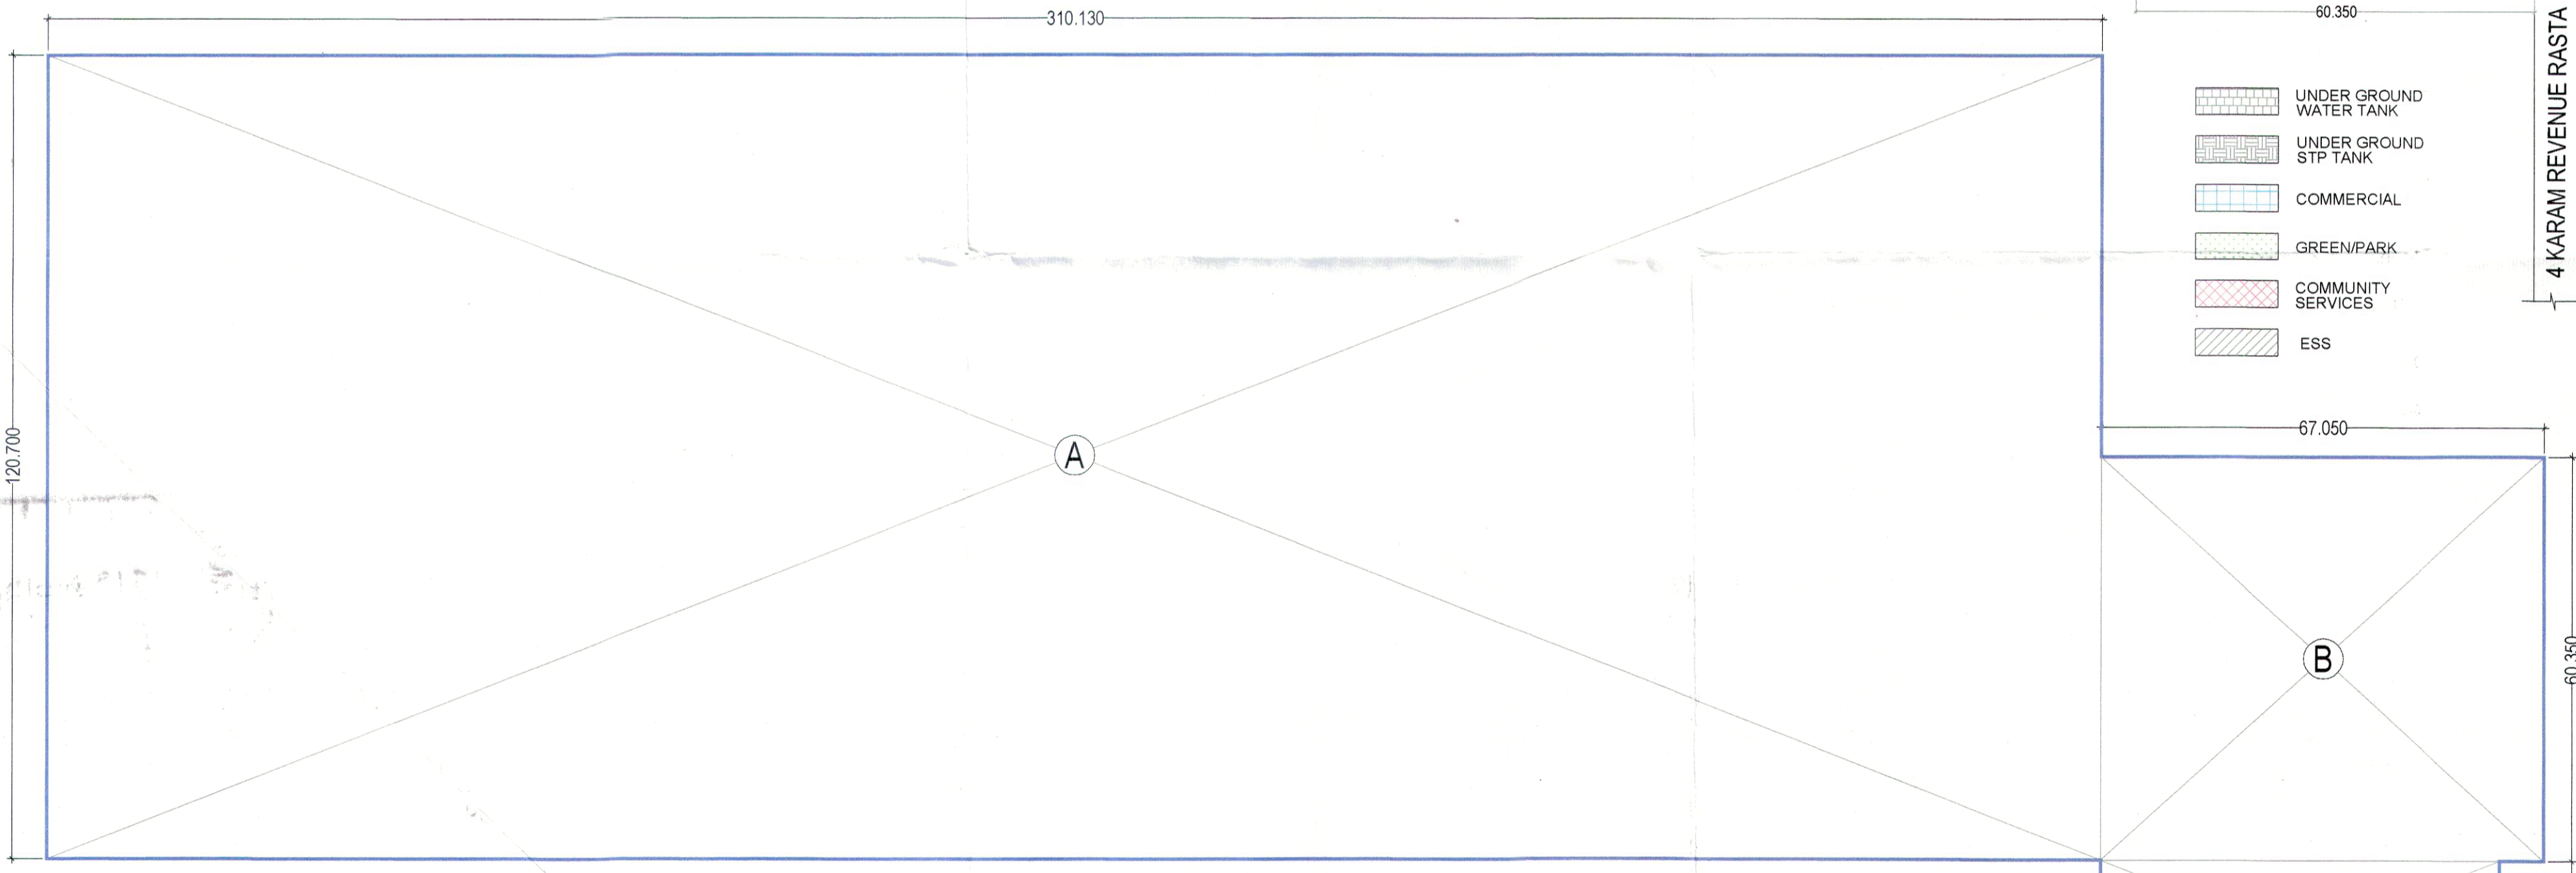 310.130
60.350
4 KARAM REVENUE RASTA
UNDER GROUND
WATER TANK
UNDER GROUND
STP TANK
COMMERCIAL
GREEN/PARK
COMMUNITY
SERVICES
ESS
67.050
120.700
A
B
60.350